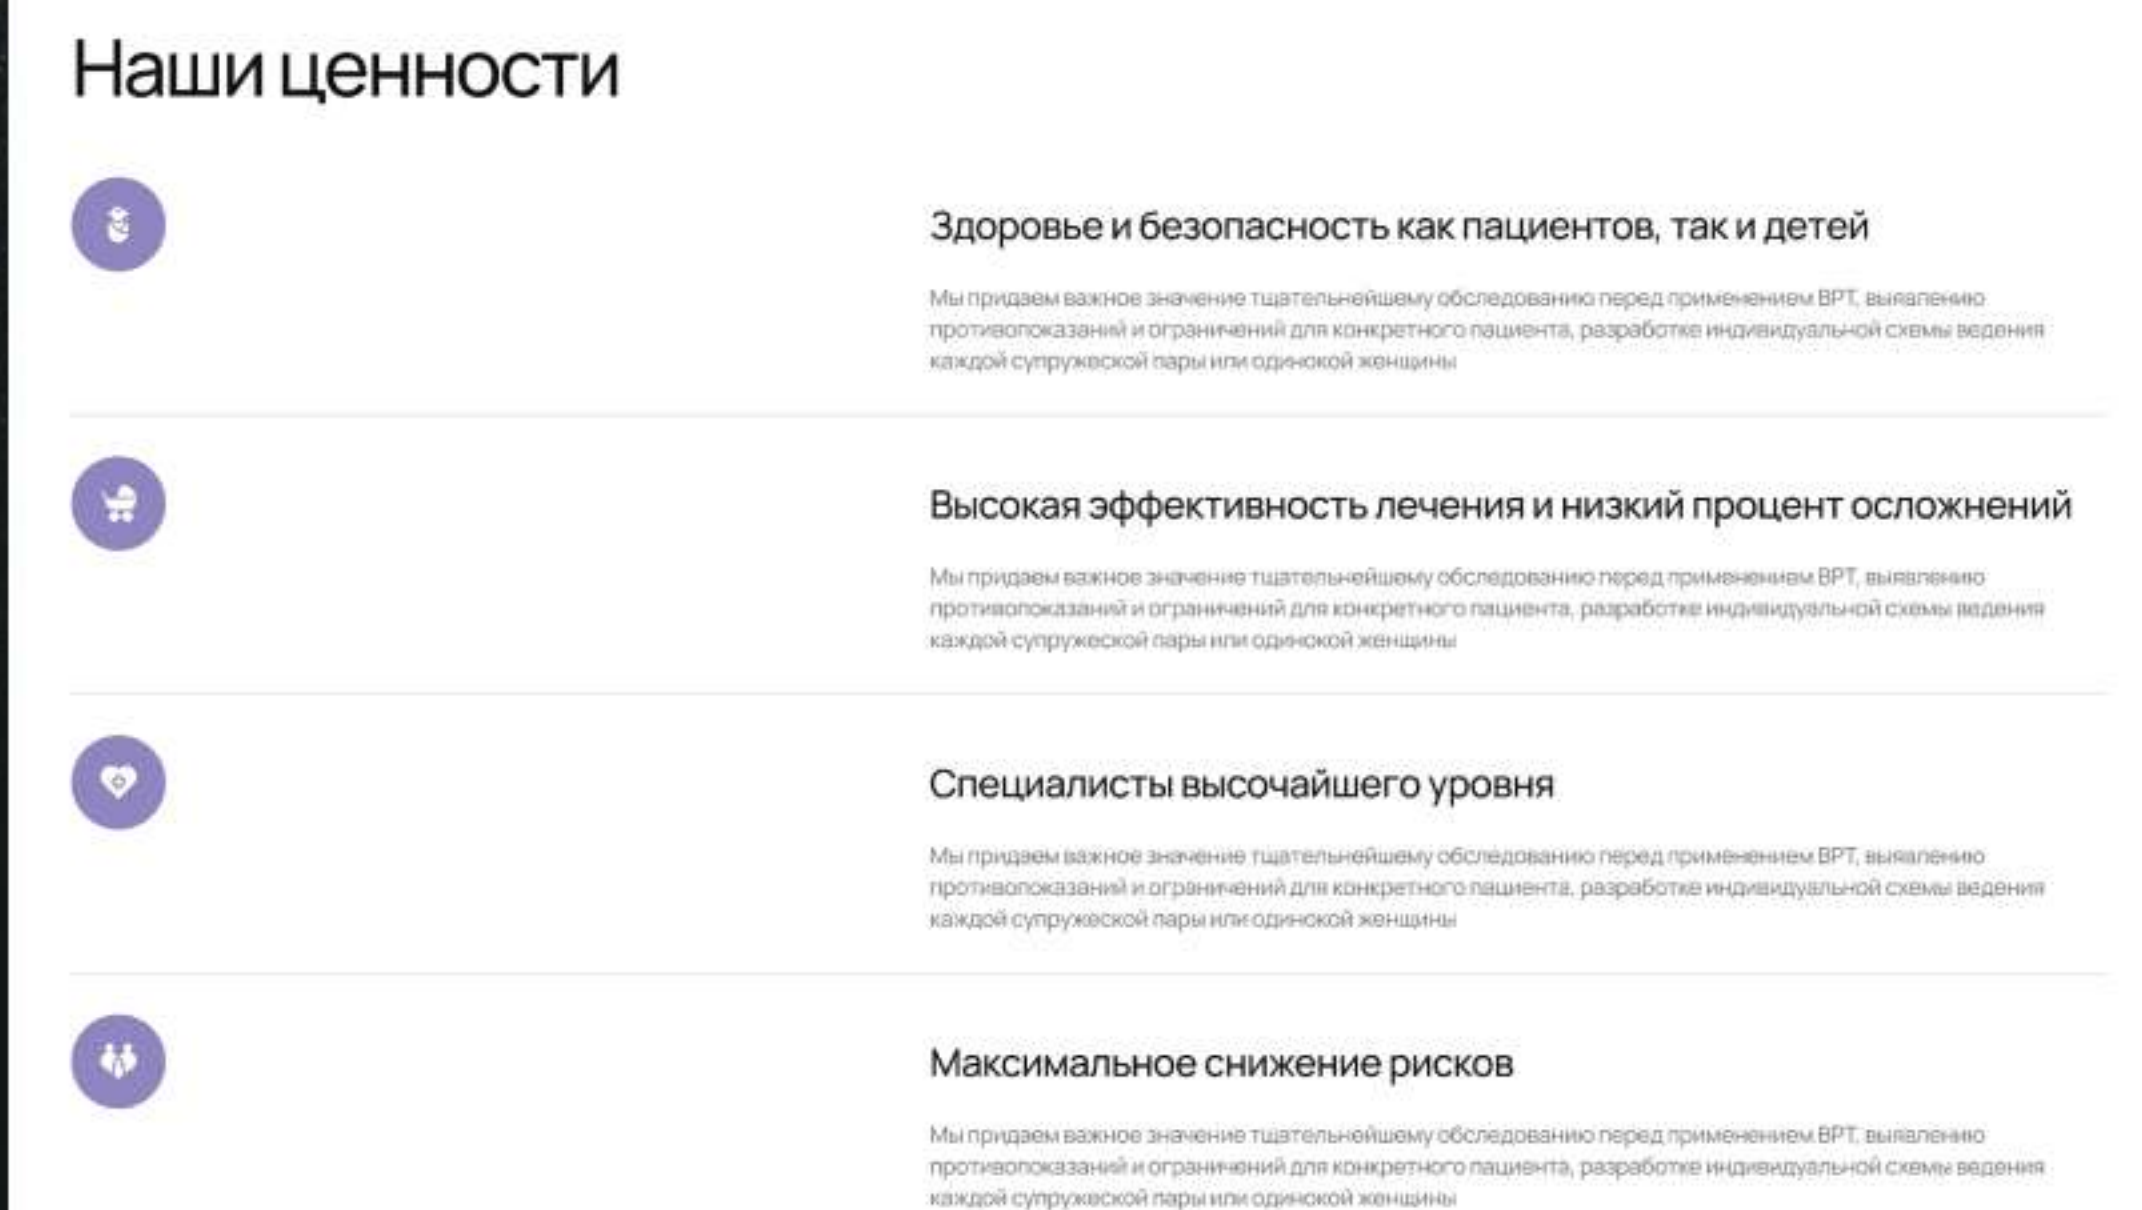 Наши ценности
Здоровье и безопасность как пациентов, так и детей
Мы придаем важное значение тщательнейшему обследованию перед применением ВРТ, выявлению
противопоказаний и ограничений для конкретного пациента, разработке индивидуальной схемы ведения
каждой супружеской пары или одинокой женщины
Высокая эффективность лечения и низкий процент осложнений
Мы придаем важное значение тщательнейшему обследованию перед применением ВРТ, выявлению
противопоказаний и ограничений для конкретного пациента, разработке индивидуальной схемы ведения
каждой супружеской пары или одинокой женщины
Специалисты высочайшего уровня
Мы придаем важное значение тщательнейшему обследованию перед применением ВРТ, выявлению
противопоказаний и ограничений для конкретного пациента, разработке индивидуальной схемы ведения
каждой супружеской пары или одинокой женщины
Максимальное снижение рисков
Мы придаем важное значение тщательнейшему обследованию перед применением ВРТ, выявлению
противопоказаний и ограничений для конкретного пациента, разработке индивидуальной схемы ведения
каждой супружеской пары или одинокой женщины